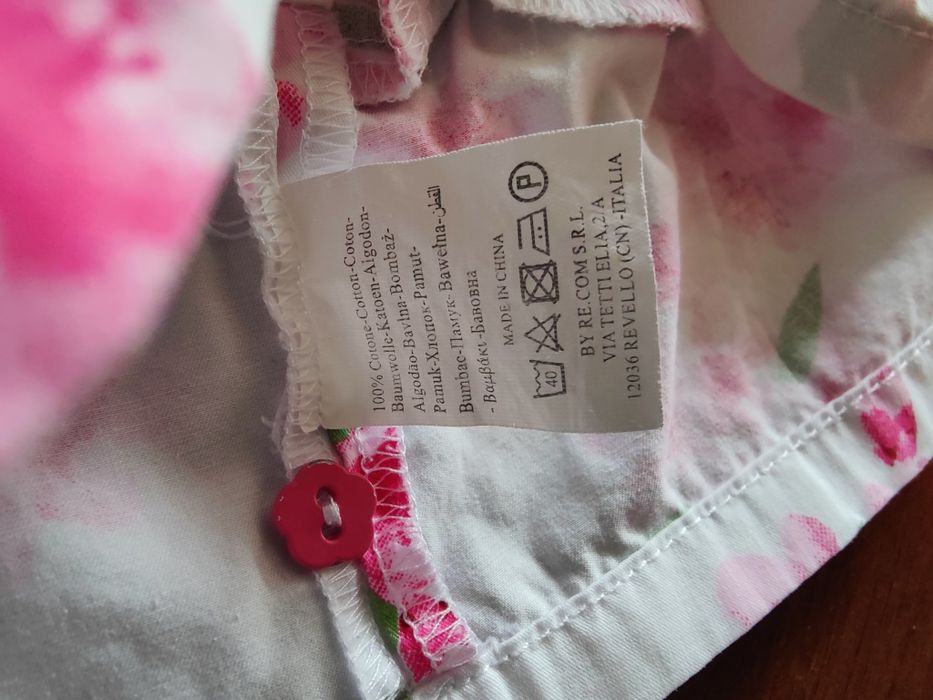 100% Cotone-Cotton-Coton-
Baumwolle-Katoen-Algodon-
Algodão-Bavlna-Bombaž-
Pamuk-Хлопок-Pamut-
Bumbac-Памук-Bawełna-القطن
- Βαμβάκι-Бавовна
MADE IN CHINA
40 P
BY RE.COM S.R.L.
VIA TETTI ELIA,2/A
12036 REVELLO (CN) -ITALIA